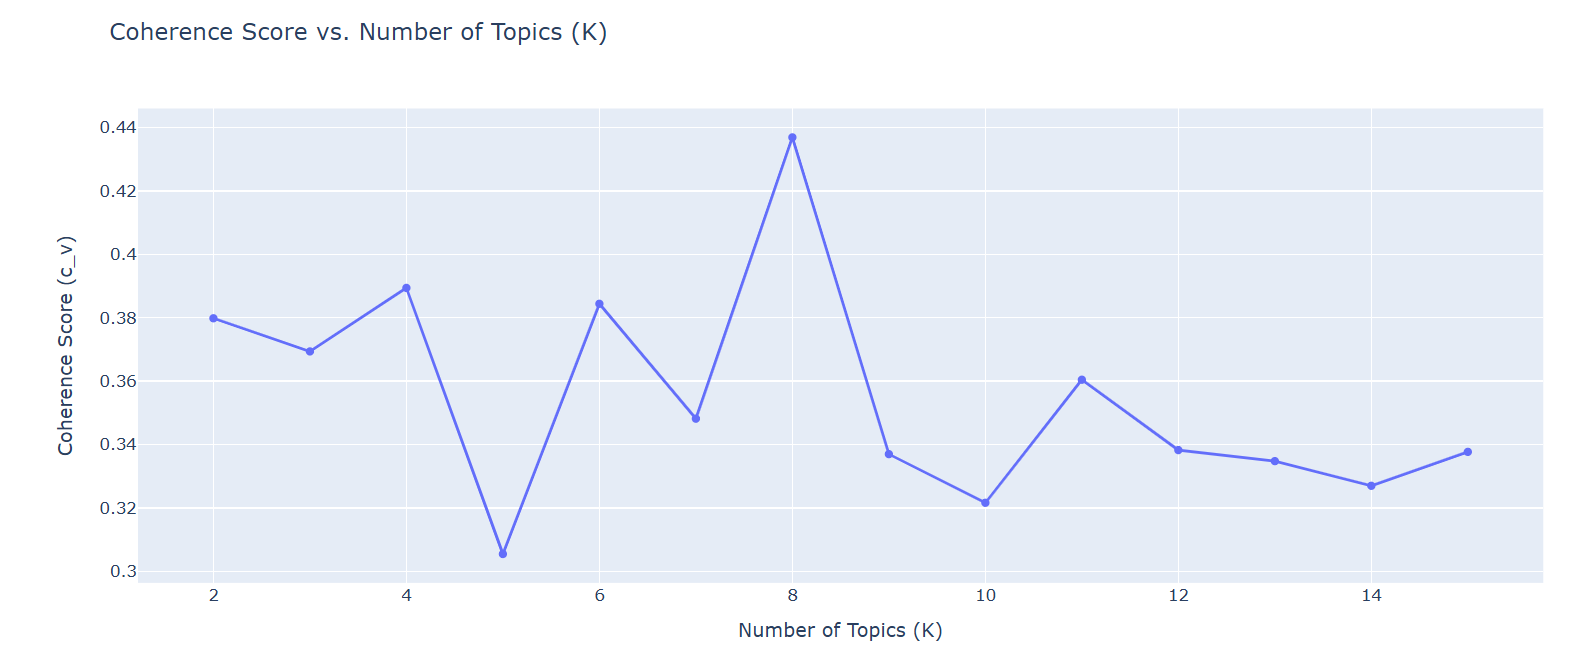 Coherence Score vs. Number of Topics (K)
0.44
0.42
0.4
0.38
0.36
0.34
0.32
0.3
Coherence Score (c_v)
2 4 6 8 10 12 14
Number of Topics (K)